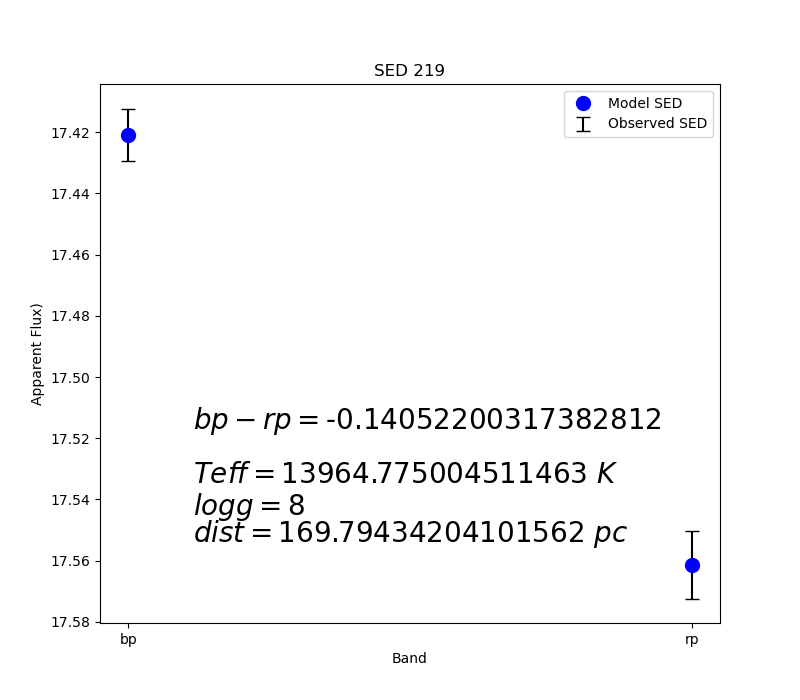 SED 219
Model SED
Observed SED
17.42
17.44
17.46
17.48
17.50
17.52
17.54
17.56
17.58
Apparent Flux)
bp − rp = -0.14052200317382812
Teff = 13964.775004511463 K
logg = 8
dist = 169.79434204101562 pc
bp
rp
Band